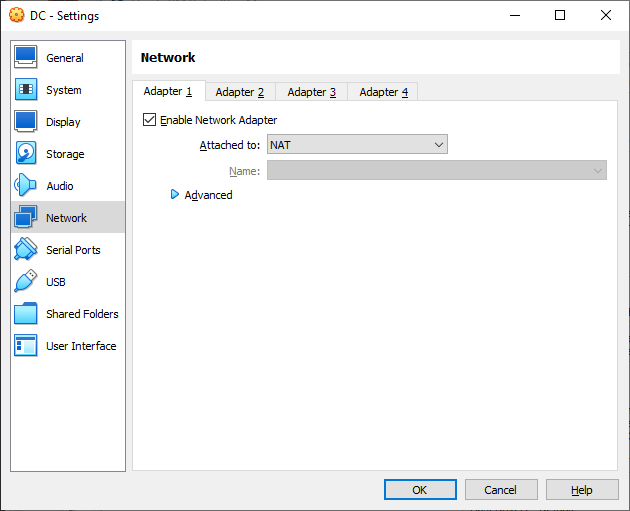 DC - Settings
General
System
Display
Storage
Audio
Network
Serial Ports
USB
Shared Folders
User Interface
Network
Adapter 1
Adapter 2
Adapter 3
Adapter 4
Enable Network Adapter
Attached to: NAT
Name:
Advanced
OK
Cancel
Help